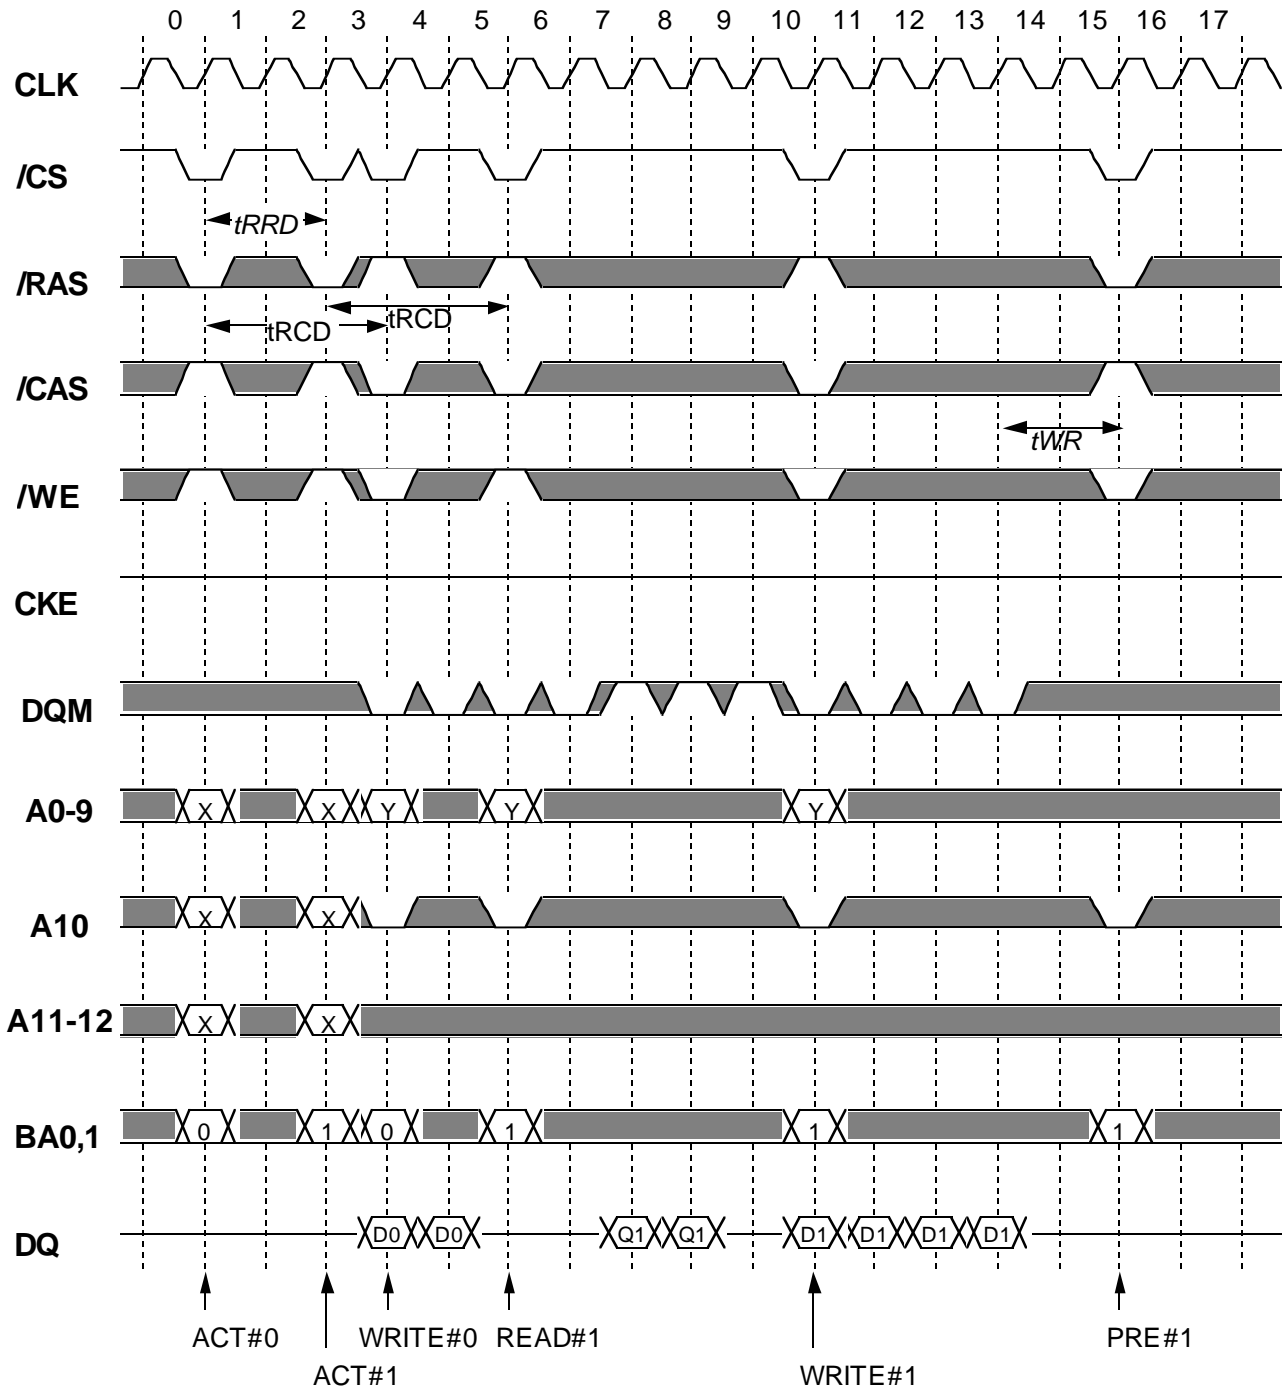 0 1 2 3 4 5 6 7 8 9 10 11 12 13 14 15 16 17
CLK
/CS
tRRD
/RAS
tRCD tRCD
/CAS
tWR
/WE
CKE
DQM
A0-9 X X Y Y Y
A10 X X
A11-12 X X
BA0,1 0 1 0 1 1 1
DQ D0 D0 Q1 Q1 D1 D1 D1 D1
ACT#0 WRITE#0 READ#1 PRE#1
ACT#1 WRITE#1